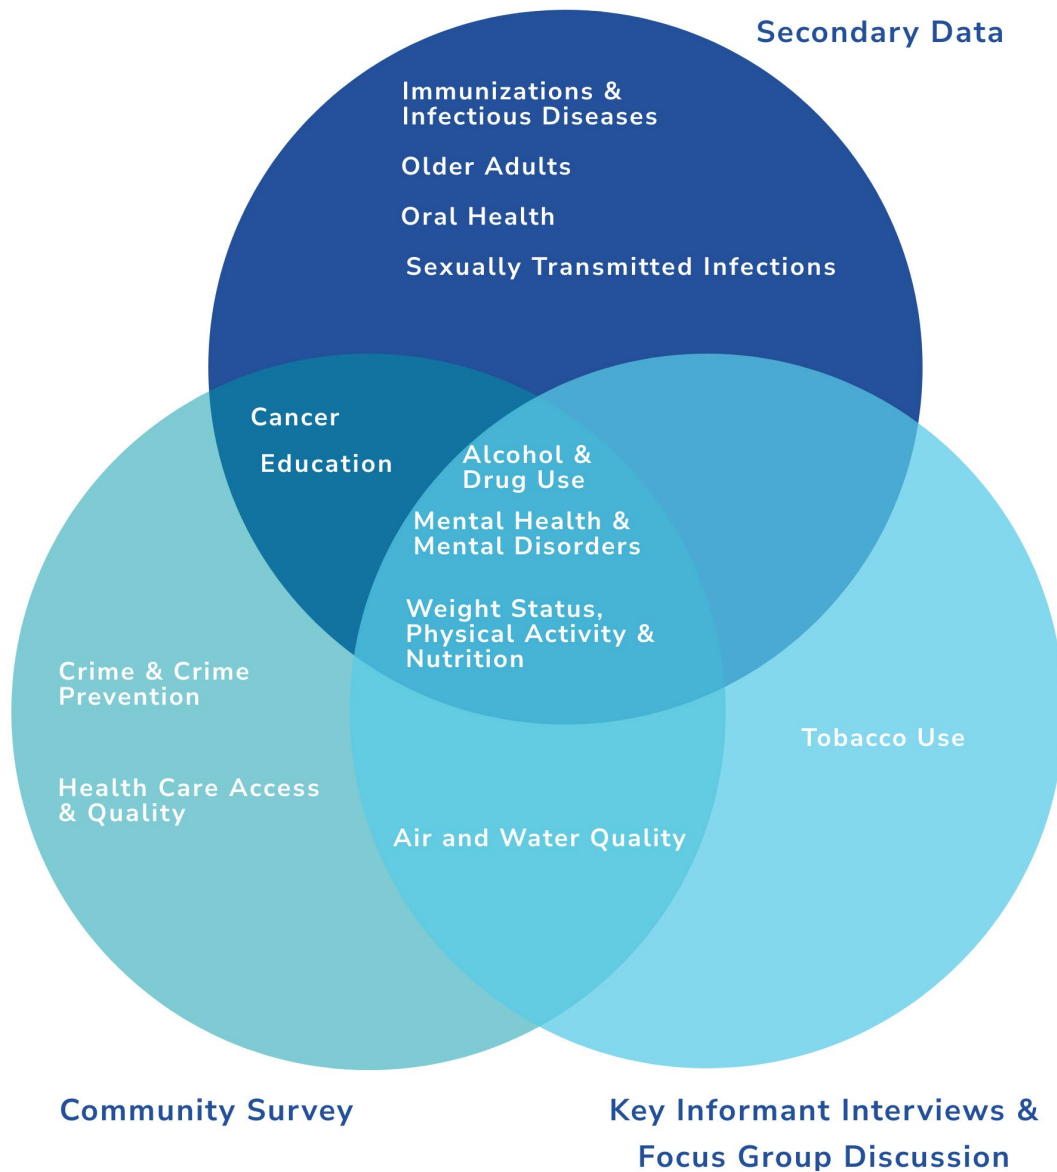 Secondary Data
Immunizations &
Infectious Diseases
Older Adults
Oral Health
Sexually Transmitted Infections
Cancer
Education
Alcohol &
Drug Use
Mental Health &
Mental Disorders
Weight Status,
Physical Activity &
Nutrition
Crime & Crime
Prevention
Health Care Access
& Quality
Tobacco Use
Air and Water Quality
Community Survey
Key Informant Interviews &
Focus Group Discussion